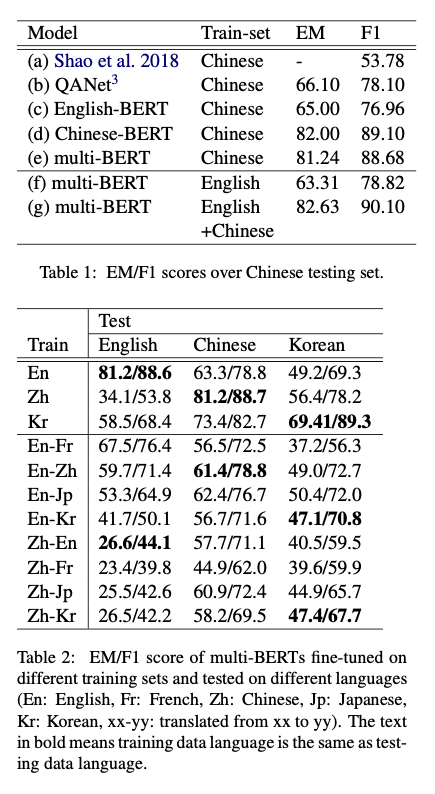 Model Train-set EM F1
(a) Shao et al. 2018 Chinese - 53.78
(b) QANet3 Chinese 66.10 78.10
(c) English-BERT Chinese 65.00 76.96
(d) Chinese-BERT Chinese 82.00 89.10
(e) multi-BERT Chinese 81.24 88.68
(f) multi-BERT English 63.31 78.82
(g) multi-BERT English 82.63 90.10
+Chinese
Table 1: EM/F1 scores over Chinese testing set.
Test
Train English Chinese Korean
En 81.2/88.6 63.3/78.8 49.2/69.3
Zh 34.1/53.8 81.2/88.7 56.4/78.2
Kr 58.5/68.4 73.4/82.7 69.41/89.3
En-Fr 67.5/76.4 56.5/72.5 37.2/56.3
En-Zh 59.7/71.4 61.4/78.8 49.0/72.7
En-Jp 53.3/64.9 62.4/76.7 50.4/72.0
En-Kr 41.7/50.1 56.7/71.6 47.1/70.8
Zh-En 26.6/44.1 57.7/71.1 40.5/59.5
Zh-Fr 23.4/39.8 44.9/62.0 39.6/59.9
Zh-Jp 25.5/42.6 60.9/72.4 44.9/65.7
Zh-Kr 26.5/42.2 58.2/69.5 47.4/67.7
Table 2: EM/F1 score of multi-BERTs fine-tuned on
different training sets and tested on different languages
(En: English, Fr: French, Zh: Chinese, Jp: Japanese,
Kr: Korean, xx-yy: translated from xx to yy). The text
in bold means training data language is the same as test-
ing data language.